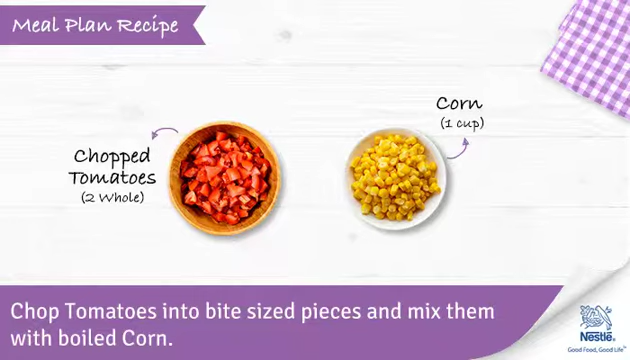 Meal Plan Recipe
Corn
(1 cup)
Chopped
Tomatoes
(2 Whole)
Chop Tomatoes into bite sized pieces and mix them
with boiled Corn.
Nestlé®
Good Food, Good Life™